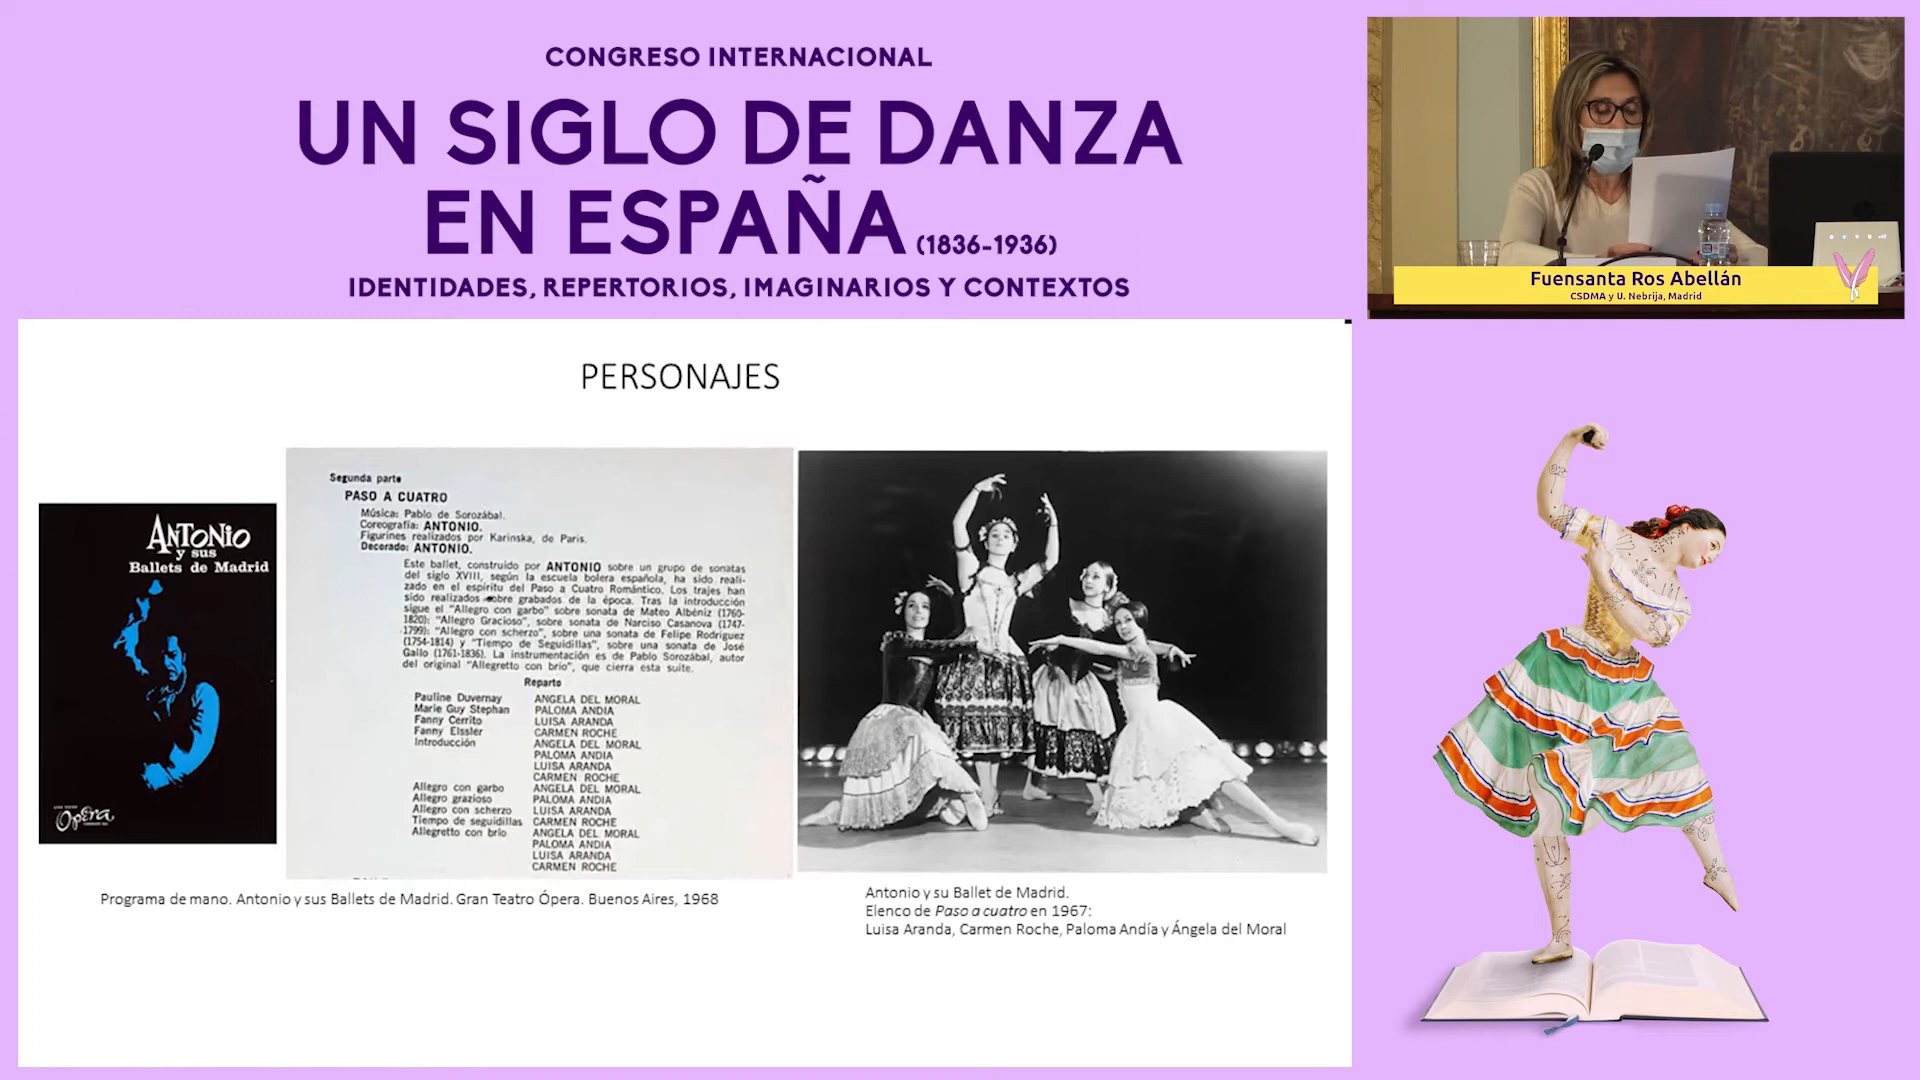 CONGRESO INTERNACIONAL
UN SIGLO DE DANZA
EN ESPAÑA (1836-1936)
IDENTIDADES, REPERTORIOS, IMAGINARIOS Y CONTEXTOS
Fuensanta Ros Abellán
CSDMA y U. Nebrija, Madrid
PERSONAJES
ANTONIO
y sus
Ballets de Madrid
Opera
Segunda parte
PASO A CUATRO
Música: Pablo de Sorozábal.
Coreografía: ANTONIO.
Figurines realizados por Karinska, de Paris.
Decorado: ANTONIO.
Este ballet, construido por ANTONIO sobre un grupo de sonatas
del siglo XVIII, según la escuela bolera española, ha sido reali-
zado en el espíritu del Paso a Cuatro Romántico. Los trajes han
sido realizados sobre grabados de la época. Tras la introducción
sigue el "Allegro con garbo" sobre sonata de Mateo Albéniz (1760-
1820); "Allegro Gracioso", sobre sonata de Narciso Casanova (1747-
1799); "Allegro con scherzo", sobre una sonata de Felipe Rodríguez
(1754-1814) y "Tiempo de Seguidillas", sobre una sonata de José
Gallo (1761-1836). La instrumentación es de Pablo Sorozábal, autor
del original "Allegretto con brío", que cierra esta suite.
Reparto
Pauline Duvernay ANGELA DEL MORAL
Marie Guy Stephan PALOMA ANDIA
Fanny Cerrito LUISA ARANDA
Fanny Elssler CARMEN ROCHE
Introducción ANGELA DEL MORAL
PALOMA ANDIA
LUISA ARANDA
CARMEN ROCHE
Allegro con garbo ANGELA DEL MORAL
Allegro grazioso PALOMA ANDIA
Allegro con scherzo LUISA ARANDA
Tiempo de seguidillas CARMEN ROCHE
Allegretto con brío ANGELA DEL MORAL
PALOMA ANDIA
LUISA ARANDA
CARMEN ROCHE
Programa de mano. Antonio y sus Ballets de Madrid. Gran Teatro Ópera. Buenos Aires, 1968
Antonio y su Ballet de Madrid.
Elenco de Paso a cuatro en 1967:
Luisa Aranda, Carmen Roche, Paloma Andía y Ángela del Moral